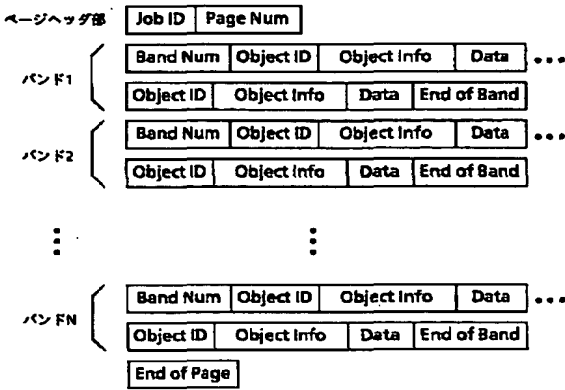 ページヘッダ部 Job ID Page Num
バンド1 Band Num Object ID Object Info Data •••
Object ID Object Info Data End of Band
バンド2 Band Num Object ID Object Info Data •••
Object ID Object Info Data End of Band
バンドN Band Num Object ID Object Info Data •••
Object ID Object Info Data End of Band
End of Page